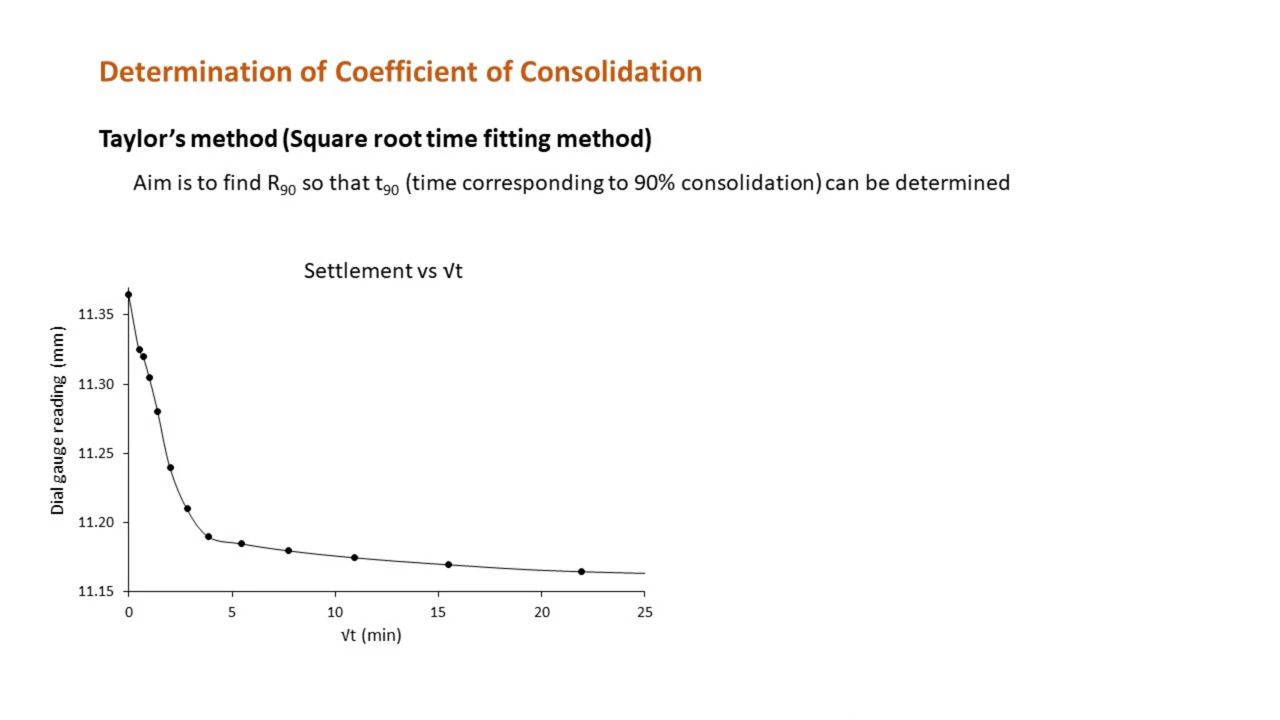 Determination of Coefficient of Consolidation
Taylor's method (Square root time fitting method)
Aim is to find R90 so that t90 (time corresponding to 90% consolidation) can be determined
Settlement vs √t
Dial gauge reading (mm)
11.35
11.30
11.25
11.20
11.15
0 5 10 15 20 25
√t (min)